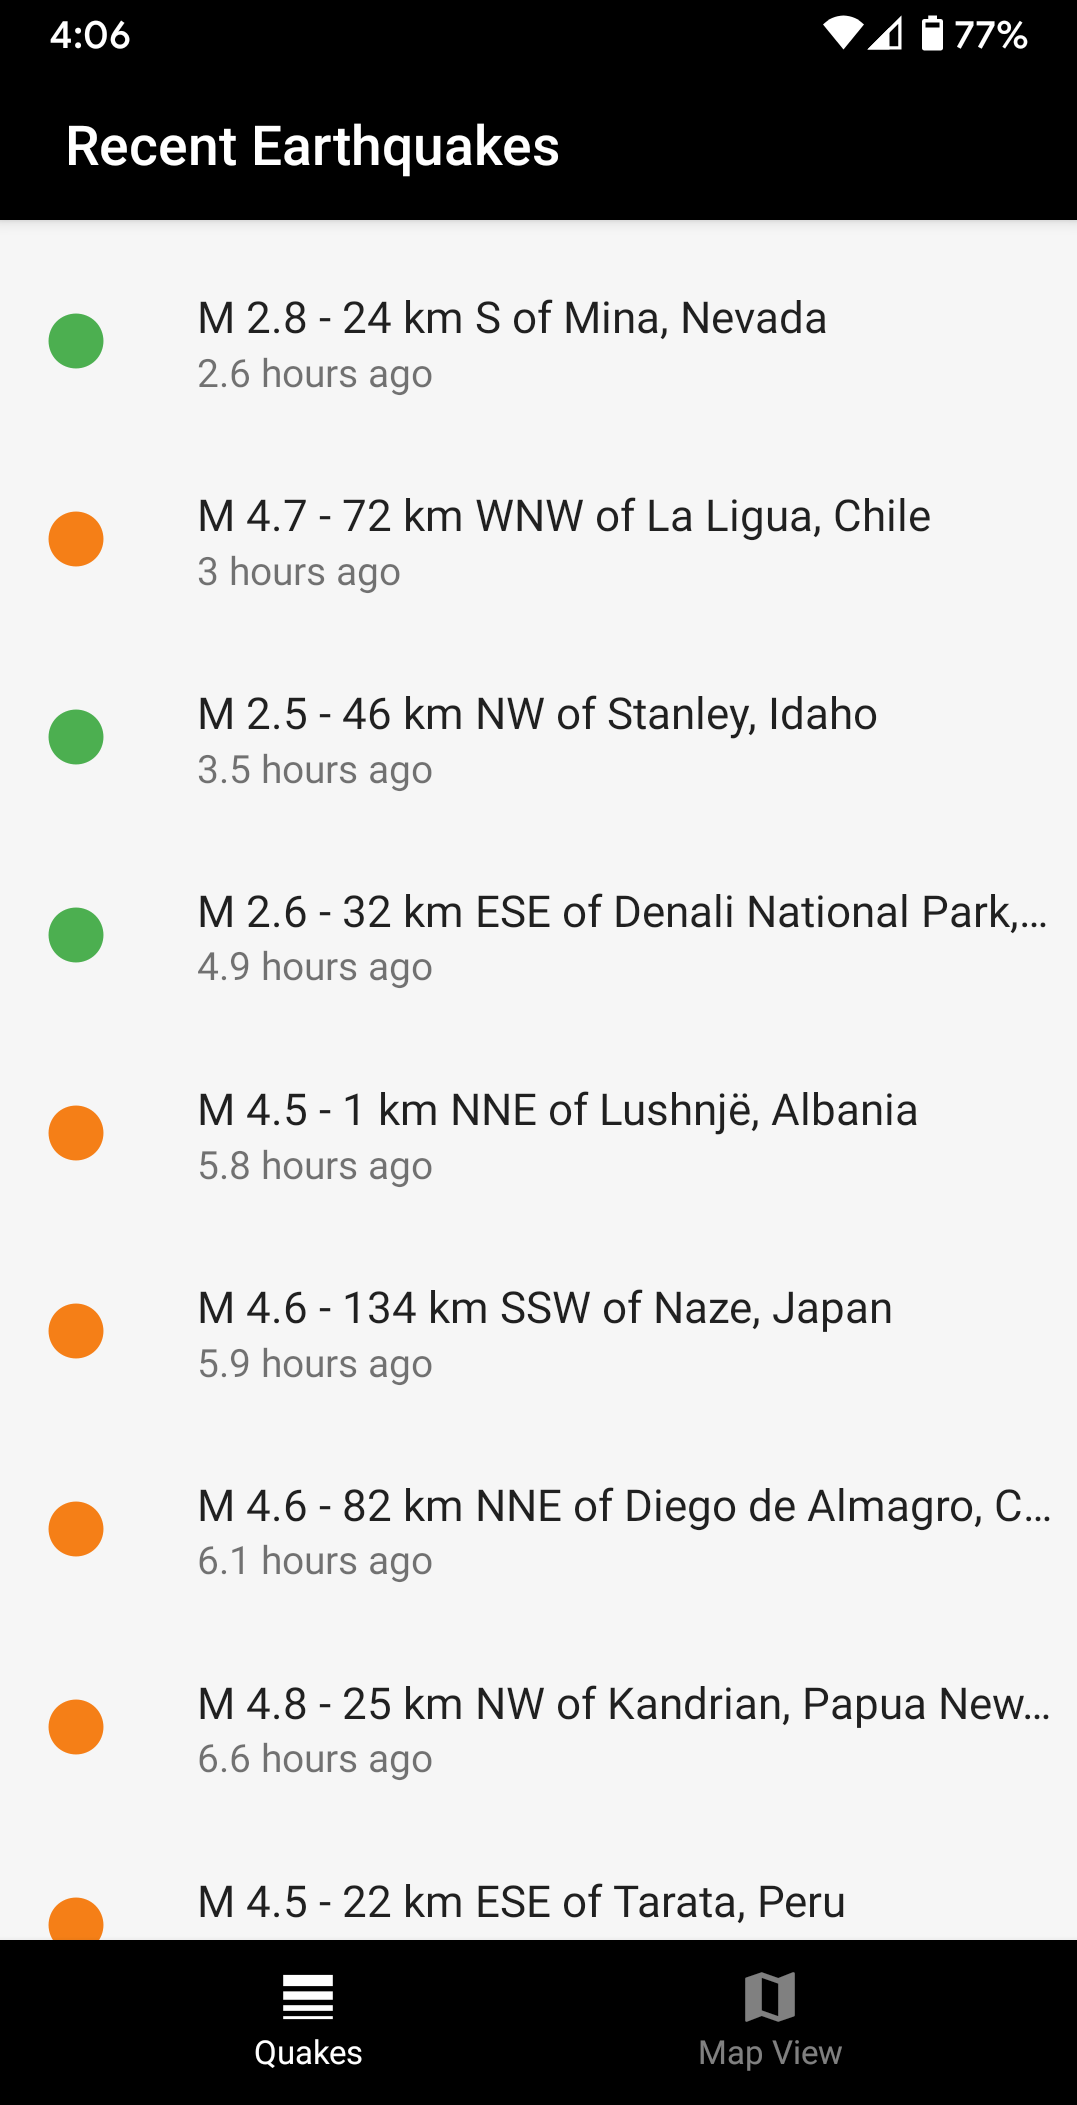 4:06
77%
Recent Earthquakes
M 2.8 - 24 km S of Mina, Nevada
2.6 hours ago
M 4.7 - 72 km WNW of La Ligua, Chile
3 hours ago
M 2.5 - 46 km NW of Stanley, Idaho
3.5 hours ago
M 2.6 - 32 km ESE of Denali National Park,...
4.9 hours ago
M 4.5 - 1 km NNE of Lushnjë, Albania
5.8 hours ago
M 4.6 - 134 km SSW of Naze, Japan
5.9 hours ago
M 4.6 - 82 km NNE of Diego de Almagro, C...
6.1 hours ago
M 4.8 - 25 km NW of Kandrian, Papua New...
6.6 hours ago
M 4.5 - 22 km ESE of Tarata, Peru
Quakes
Map View